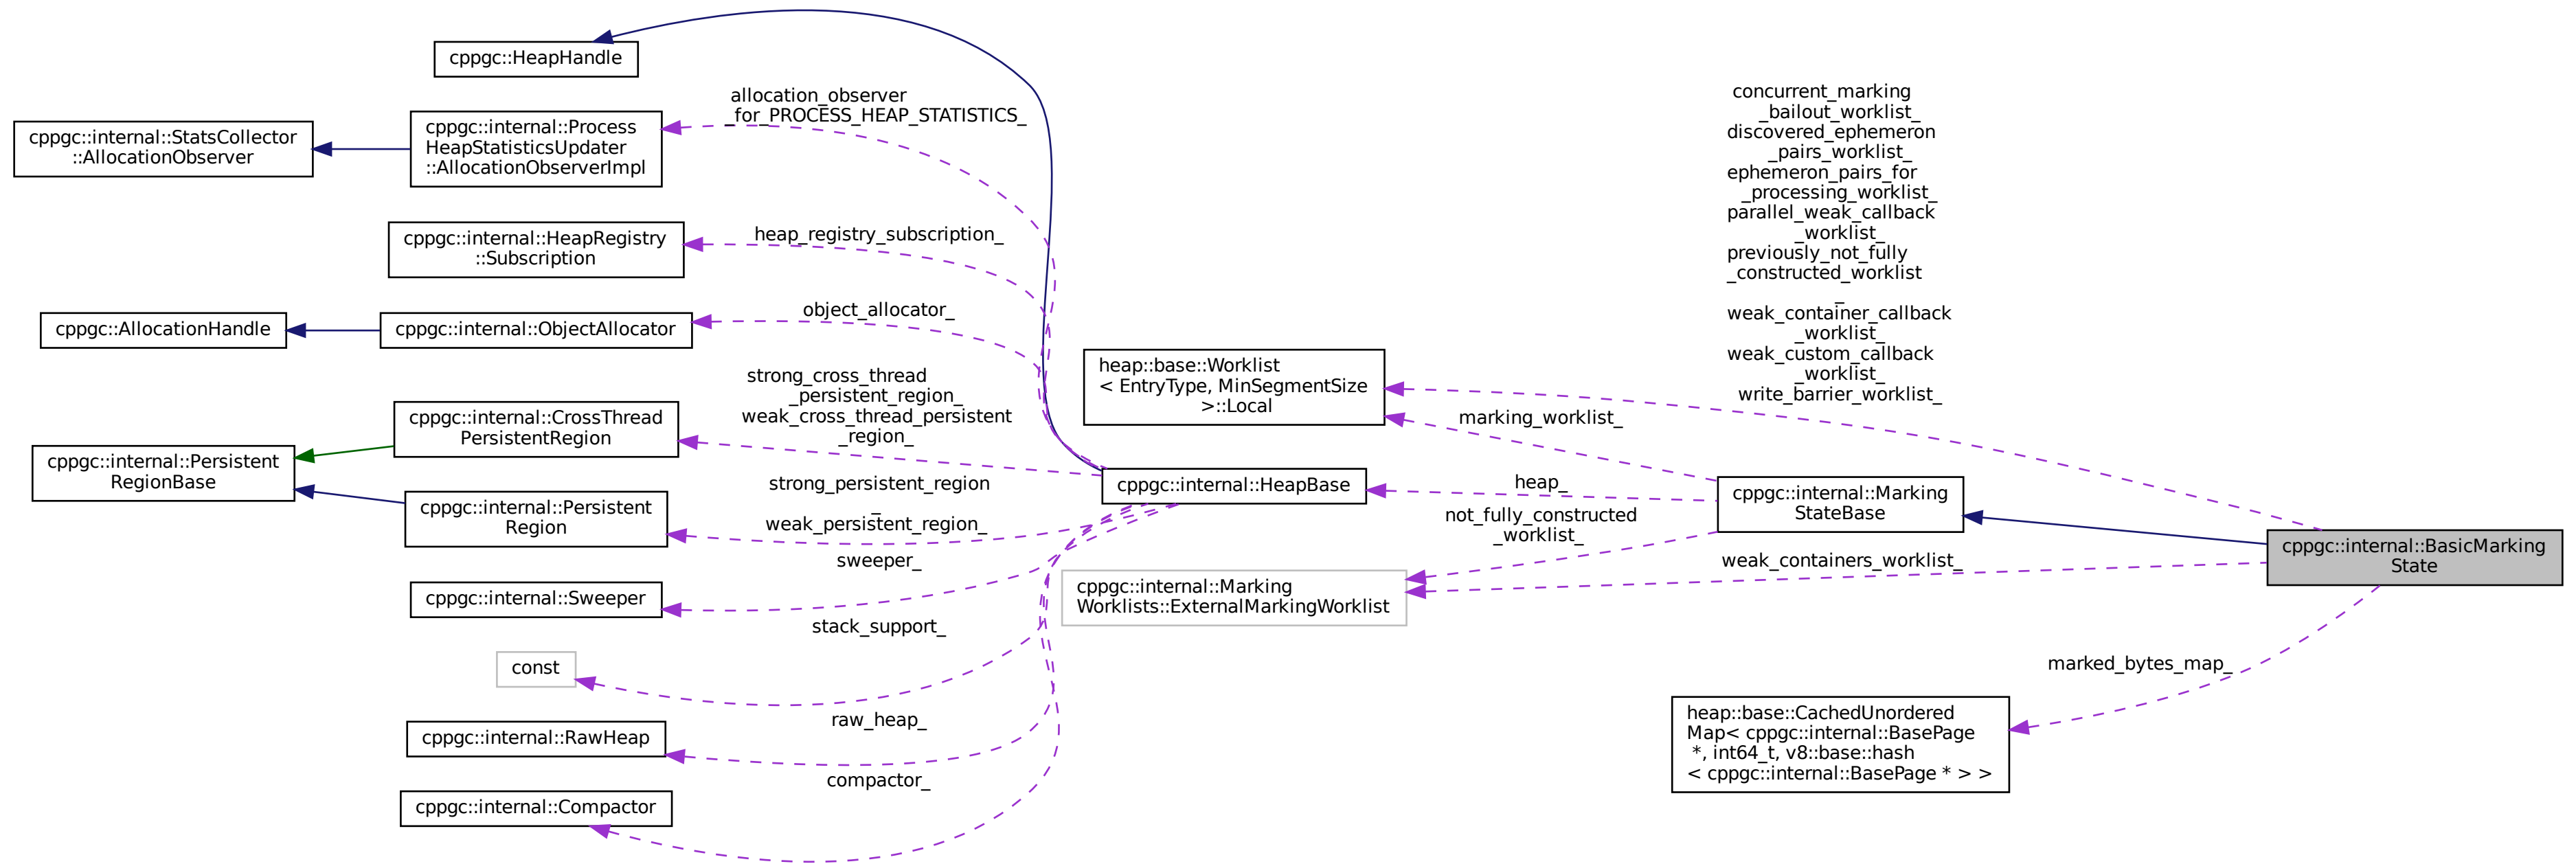 cppgc::HeapHandle
cppgc::internal::StatsCollector
::AllocationObserver
cppgc::internal::Process
HeapStatisticsUpdater
::AllocationObserverImpl
allocation_observer
_for_PROCESS_HEAP_STATISTICS_
cppgc::internal::HeapRegistry
::Subscription
heap_registry_subscription_
cppgc::AllocationHandle
cppgc::internal::ObjectAllocator
object_allocator_
cppgc::internal::CrossThread
PersistentRegion
strong_cross_thread
_persistent_region_
weak_cross_thread_persistent
_region_
cppgc::internal::Persistent
RegionBase
cppgc::internal::Persistent
Region
strong_persistent_region
_
weak_persistent_region_
cppgc::internal::Sweeper
sweeper_
const
stack_support_
cppgc::internal::RawHeap
raw_heap_
cppgc::internal::Compactor
compactor_
cppgc::internal::HeapBase
heap::base::Worklist
< EntryType, MinSegmentSize
>::Local
marking_worklist_
heap_
not_fully_constructed
_worklist_
cppgc::internal::Marking
Worklists::ExternalMarkingWorklist
cppgc::internal::Marking
StateBase
concurrent_marking
_bailout_worklist_
discovered_ephemeron
_pairs_worklist_
ephemeron_pairs_for
_processing_worklist_
parallel_weak_callback
_worklist_
previously_not_fully
_constructed_worklist
_
weak_container_callback
_worklist_
weak_custom_callback
_worklist_
write_barrier_worklist_
weak_containers_worklist_
cppgc::internal::BasicMarking
State
marked_bytes_map_
heap::base::CachedUnordered
Map< cppgc::internal::BasePage
*, int64_t, v8::base::hash
< cppgc::internal::BasePage * > >